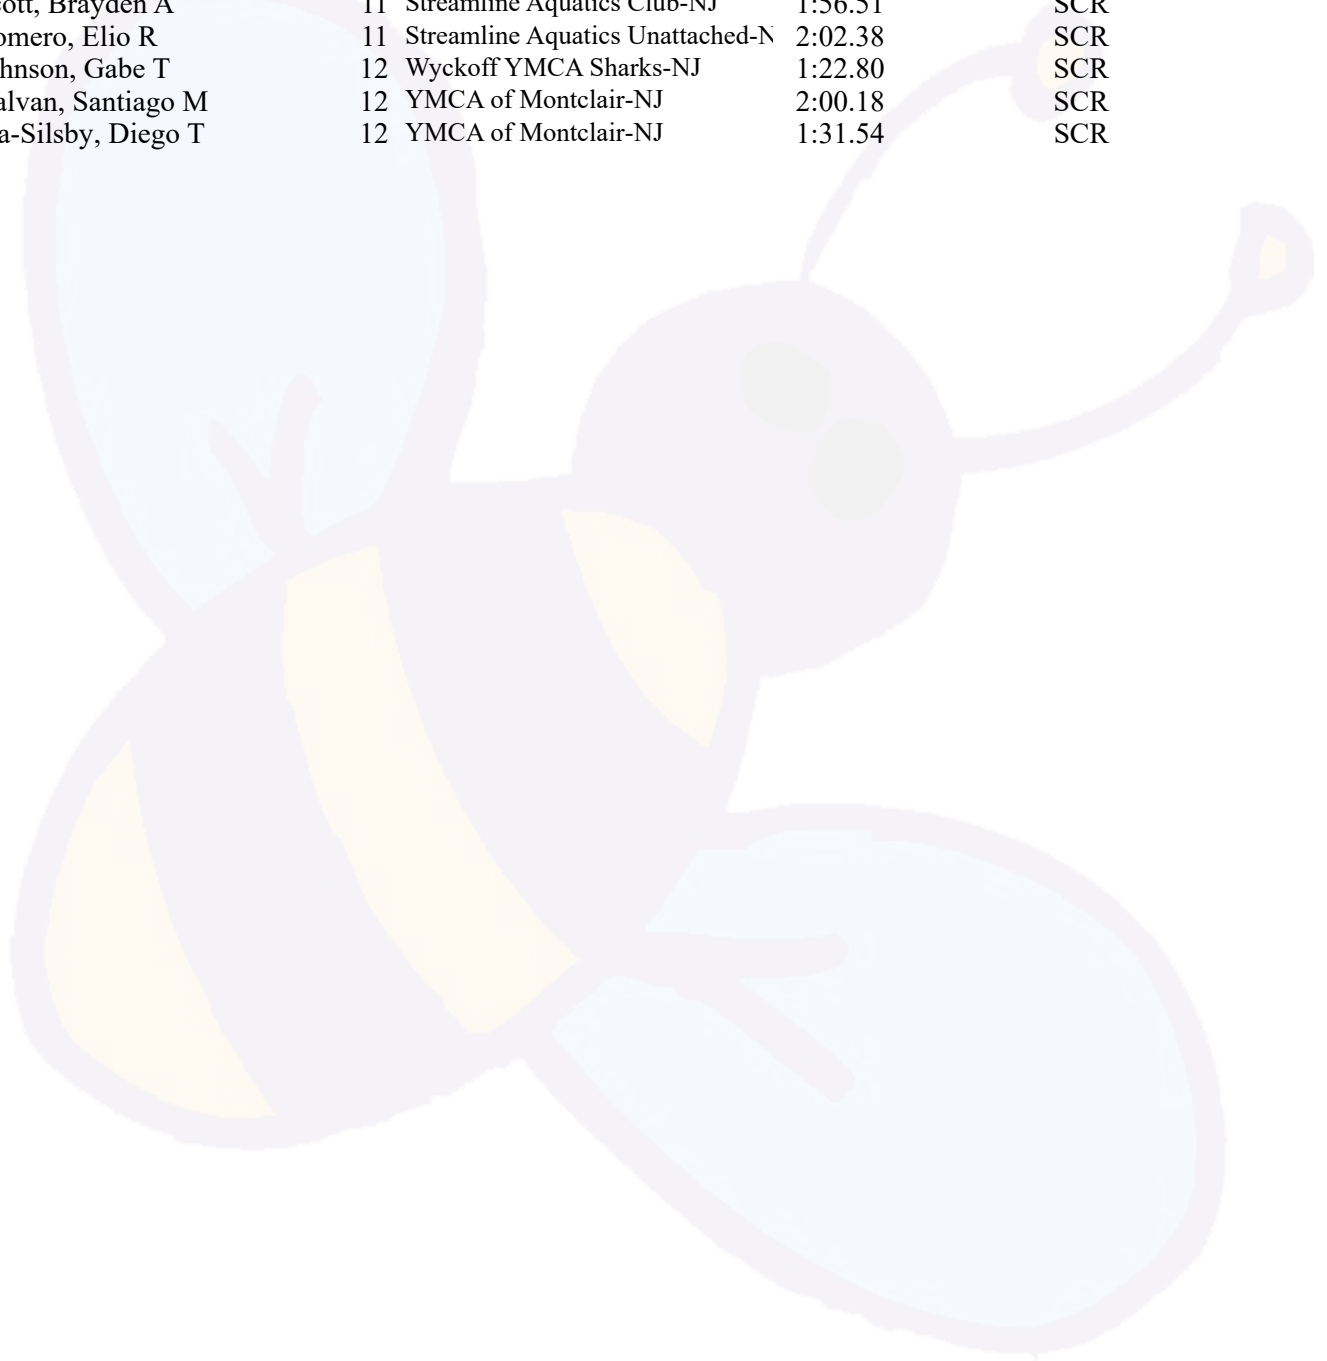 ott, Brayden A 11 Streamline Aquatics Club-NJ 1:56.51 SCR
omero, Elio R 11 Streamline Aquatics Unattached-N 2:02.38 SCR
hnson, Gabe T 12 Wyckoff YMCA Sharks-NJ 1:22.80 SCR
alvan, Santiago M 12 YMCA of Montclair-NJ 2:00.18 SCR
a-Silsby, Diego T 12 YMCA of Montclair-NJ 1:31.54 SCR